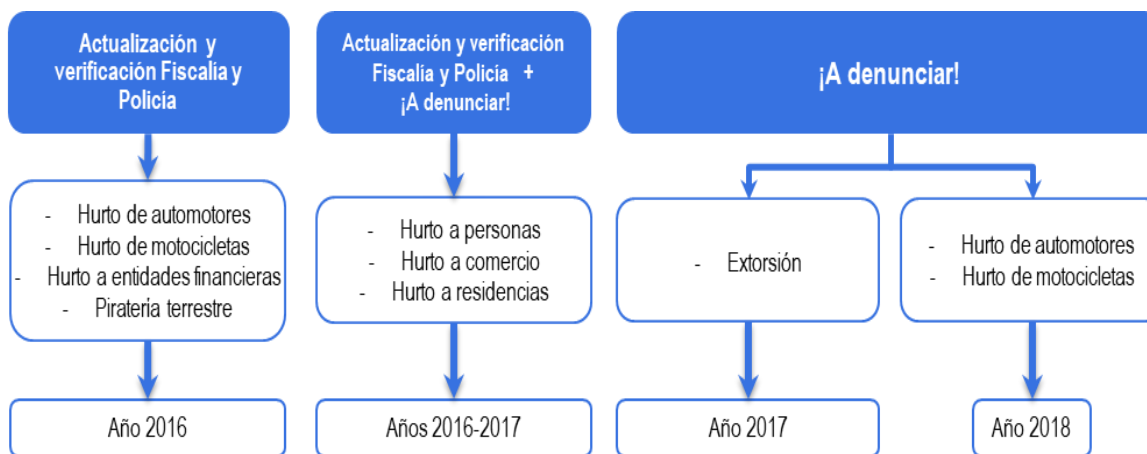 Actualización y
verificación Fiscalía y
Policía
Actualización y verificación
Fiscalía y Policía +
¡A denunciar!
¡A denunciar!
- Hurto de automotores
- Hurto de motocicletas
- Hurto a entidades financieras
- Piratería terrestre
- Hurto a personas
- Hurto a comercio
- Hurto a residencias
- Extorsión
- Hurto de automotores
- Hurto de motocicletas
Año 2016
Años 2016-2017
Año 2017
Año 2018